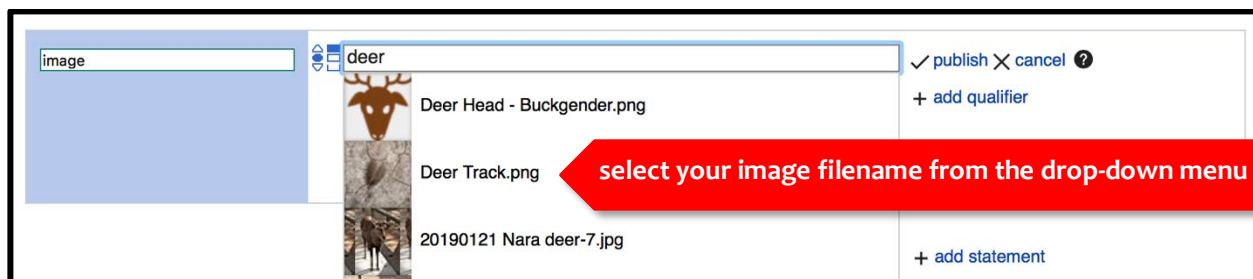 image
deer
publish cancel ?
Deer Head - Buckgender.png
+ add qualifier
Deer Track.png
select your image filename from the drop-down menu
20190121 Nara deer-7.jpg
+ add statement